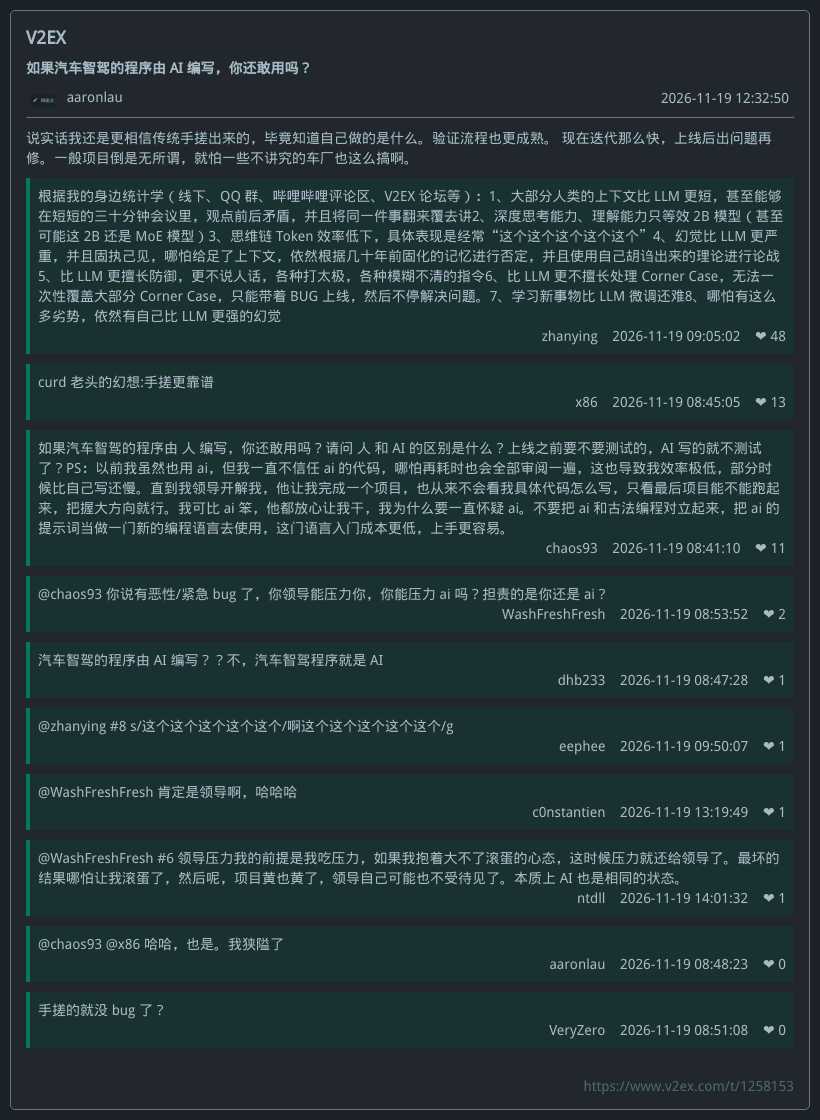 V2EX
如果汽车智驾的程序由 AI 编写，你还敢用吗？
aaronlau 2026-11-19 12:32:50
说实话我还是更相信传统手搓出来的，毕竟知道自己做的是什么。验证流程也更成熟。 现在迭代那么快，上线后出问题再
修。一般项目倒是无所谓，就怕一些不讲究的车厂也这么搞啊。
根据我的身边统计学（线下、QQ 群、哔哩哔哩评论区、V2EX 论坛等）：1、大部分人类的上下文比 LLM 更短，甚至能够
在短短的三十分钟会议里，观点前后矛盾，并且将同一件事翻来覆去讲2、深度思考能力、理解能力只等效 2B 模型（甚至
可能这 2B 还是 MoE 模型）3、思维链 Token 效率低下，具体表现是经常“这个这个这个这个这个”4、幻觉比 LLM 更严
重，并且固执己见，哪怕给足了上下文，依然根据几十年前固化的记忆进行否定，并且使用自己胡诌出来的理论进行论战
5、比 LLM 更擅长防御，更不说人话，各种打太极，各种模糊不清的指令6、比 LLM 更不擅长处理 Corner Case，无法一
次性覆盖大部分 Corner Case，只能带着 BUG 上线，然后不停解决问题。7、学习新事物比 LLM 微调还难8、哪怕有这么
多劣势，依然有自己比 LLM 更强的幻觉
zhanying 2026-11-19 09:05:02 ❤ 48
curd 老头的幻想:手搓更靠谱
x86 2026-11-19 08:45:05 ❤ 13
如果汽车智驾的程序由 人 编写，你还敢用吗？请问 人 和 AI 的区别是什么？上线之前要不要测试的，AI 写的就不测试
了？PS：以前我虽然也用 ai，但我一直不信任 ai 的代码，哪怕再耗时也会全部审阅一遍，这也导致我效率极低，部分时
候比自己写还慢。直到我领导开解我，他让我完成一个项目，也从来不会看我具体代码怎么写，只看最后项目能不能跑起
来，把握大方向就行。我可比 ai 笨，他都放心让我干，我为什么要一直怀疑 ai。不要把 ai 和古法编程对立起来，把 ai 的
提示词当做一门新的编程语言去使用，这门语言入门成本更低，上手更容易。
chaos93 2026-11-19 08:41:10 ❤ 11
@chaos93 你说有恶性/紧急 bug 了，你领导能压力你，你能压力 ai 吗？担责的是你还是 ai？
WashFreshFresh 2026-11-19 08:53:52 ❤ 2
汽车智驾的程序由 AI 编写？？不，汽车智驾程序就是 AI
dhb233 2026-11-19 08:47:28 ❤ 1
@zhanying #8 s/这个这个这个这个这个/啊这个这个这个这个这个/g
eephee 2026-11-19 09:50:07 ❤ 1
@WashFreshFresh 肯定是领导啊，哈哈哈
c0nstantien 2026-11-19 13:19:49 ❤ 1
@WashFreshFresh #6 领导压力我的前提是我吃压力，如果我抱着大不了滚蛋的心态，这时候压力就还给领导了。最坏的
结果哪怕让我滚蛋了，然后呢，项目黄也黄了，领导自己可能也不受待见了。本质上 AI 也是相同的状态。
ntdll 2026-11-19 14:01:32 ❤ 1
@chaos93 @x86 哈哈，也是。我狭隘了
aaronlau 2026-11-19 08:48:23 ❤ 0
手搓的就没 bug 了？
VeryZero 2026-11-19 08:51:08 ❤ 0
https://www.v2ex.com/t/1258153